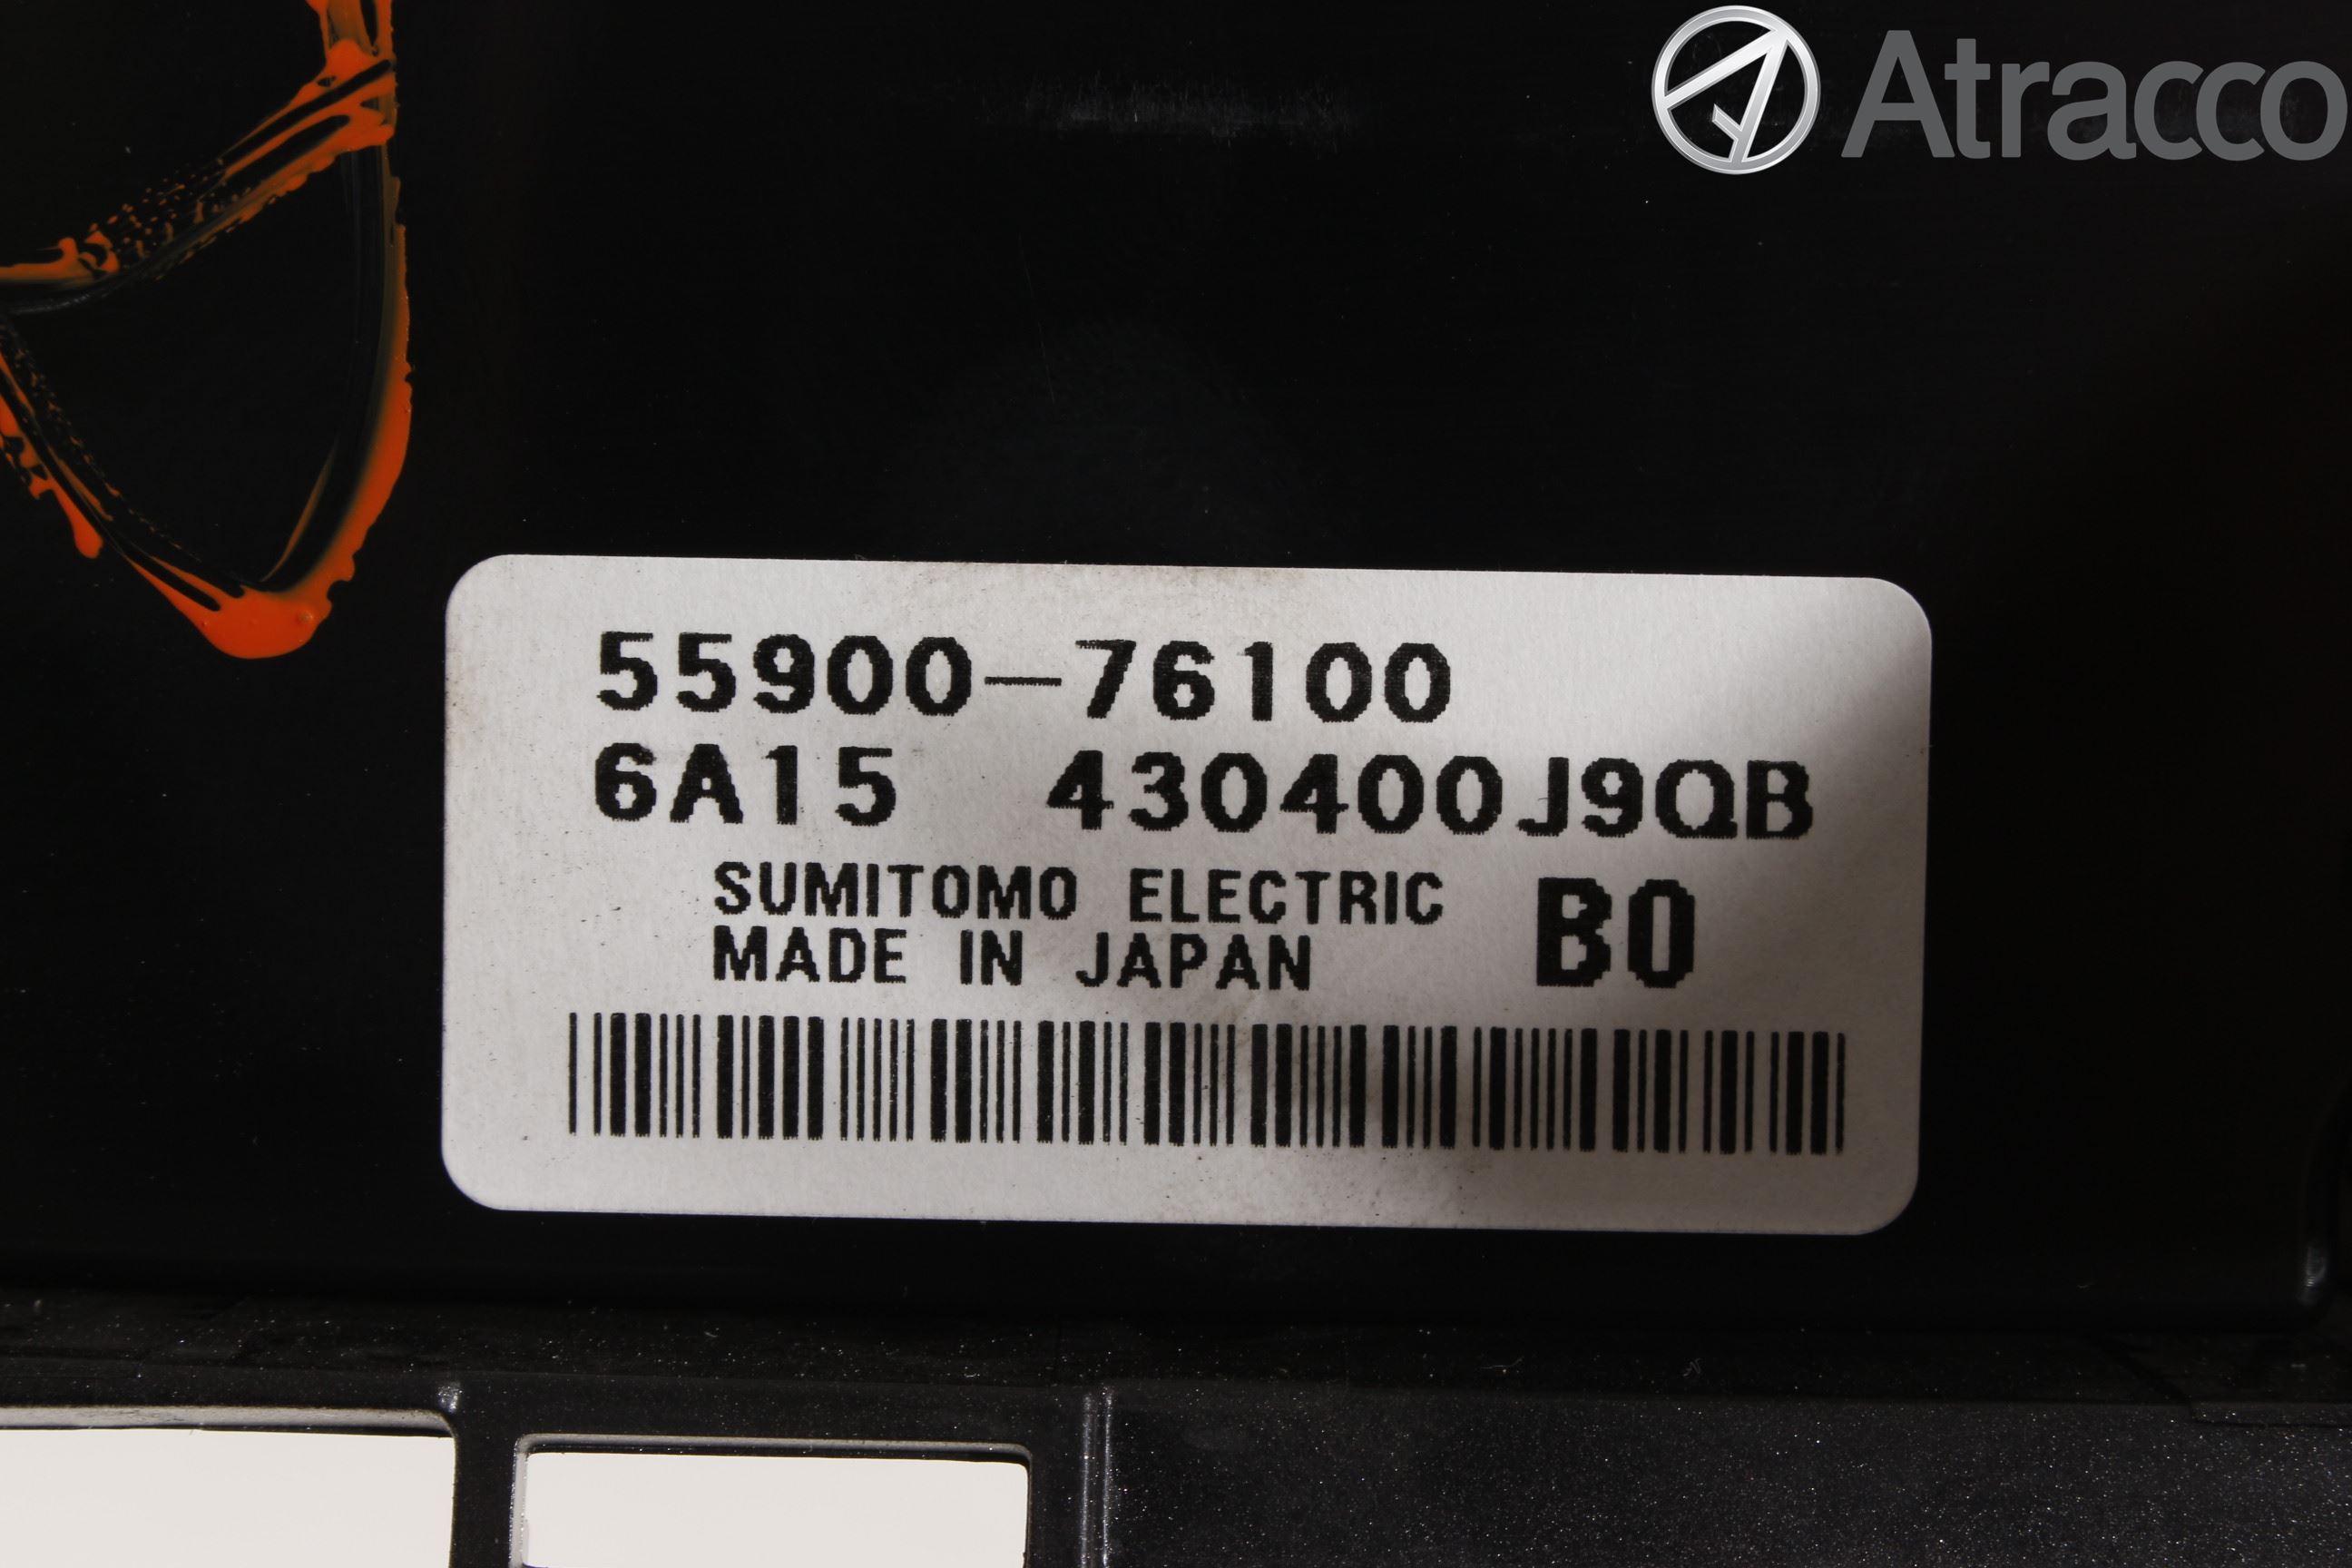 Atracco
55900-76100
6A15 430400J9QB
SUMITOMO ELECTRIC B0
MADE IN JAPAN